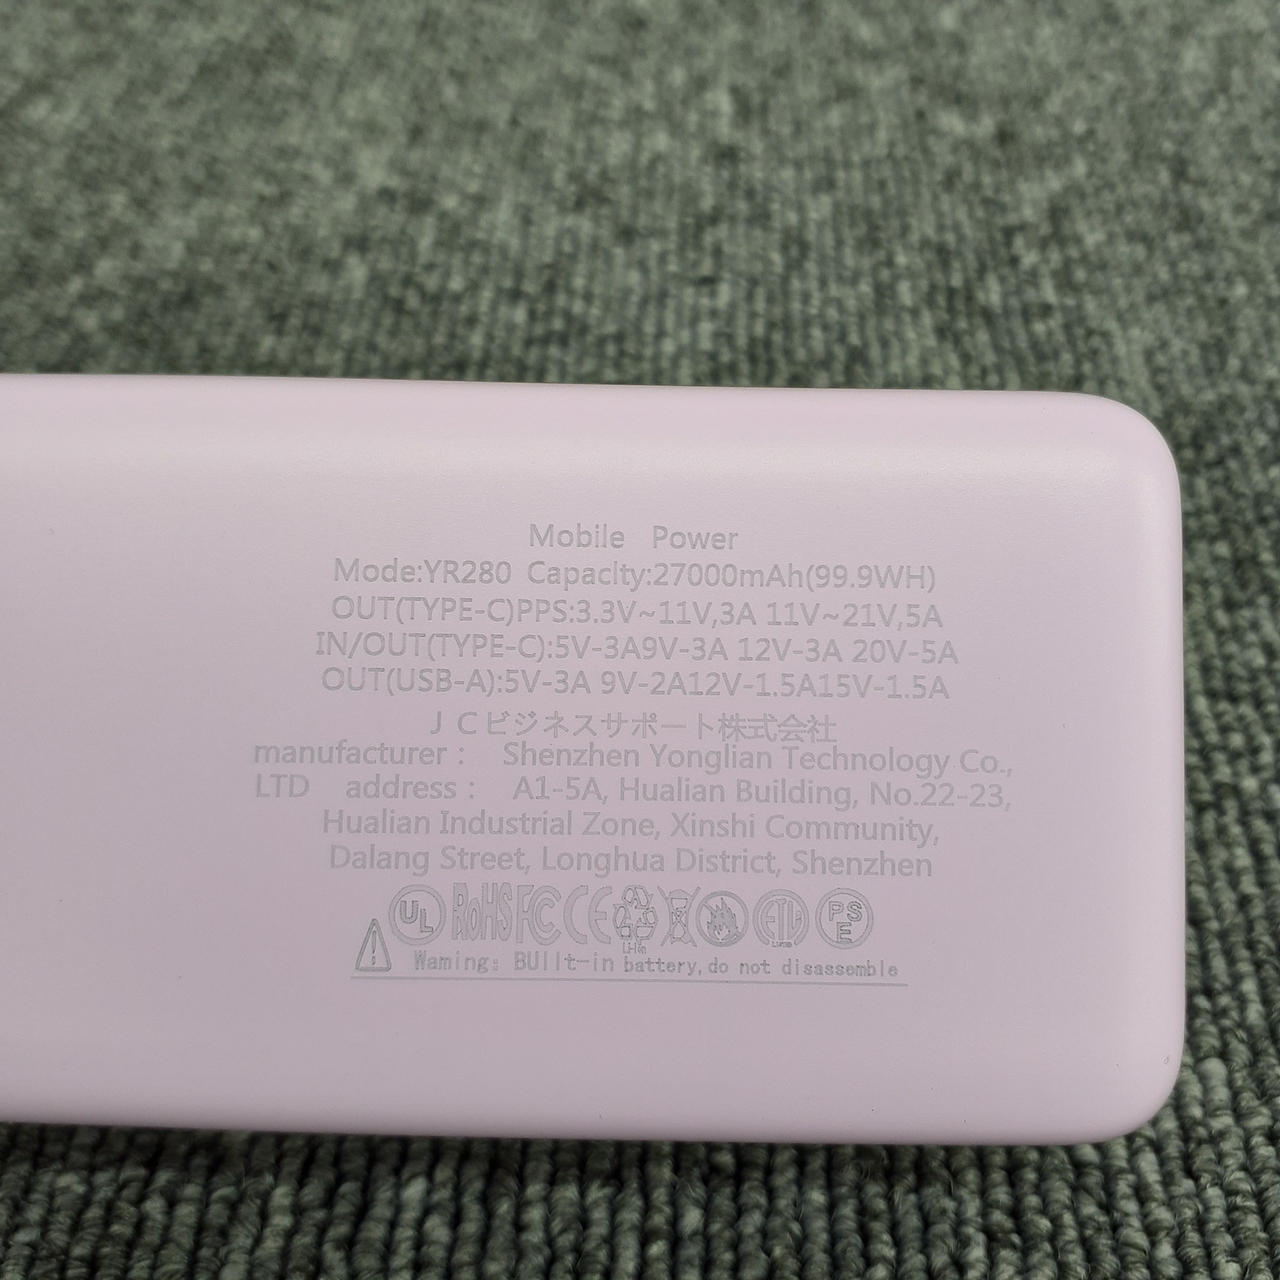 Mobile Power
Mode:YR280 Capacity:27000mAh(99.9WH)
OUT(TYPE-C)PPS:3.3V~11V,3A 11V~21V,5A
IN/OUT(TYPE-C):5V-3A9V-3A 12V-3A 20V-5A
OUT(USB-A):5V-3A 9V-2A12V-1.5A15V-1.5A
ＪＣビジネスサポート株式会社
manufacturer： Shenzhen Yonglian Technology Co.,
LTD address： A1-5A, Hualian Building, No.22-23,
Hualian Industrial Zone, Xinshi Community,
Dalang Street, Longhua District, Shenzhen
UL RoHS FC CE Li-ion ETL PSE
Waming: BUIlt-in battery,do not disassemble